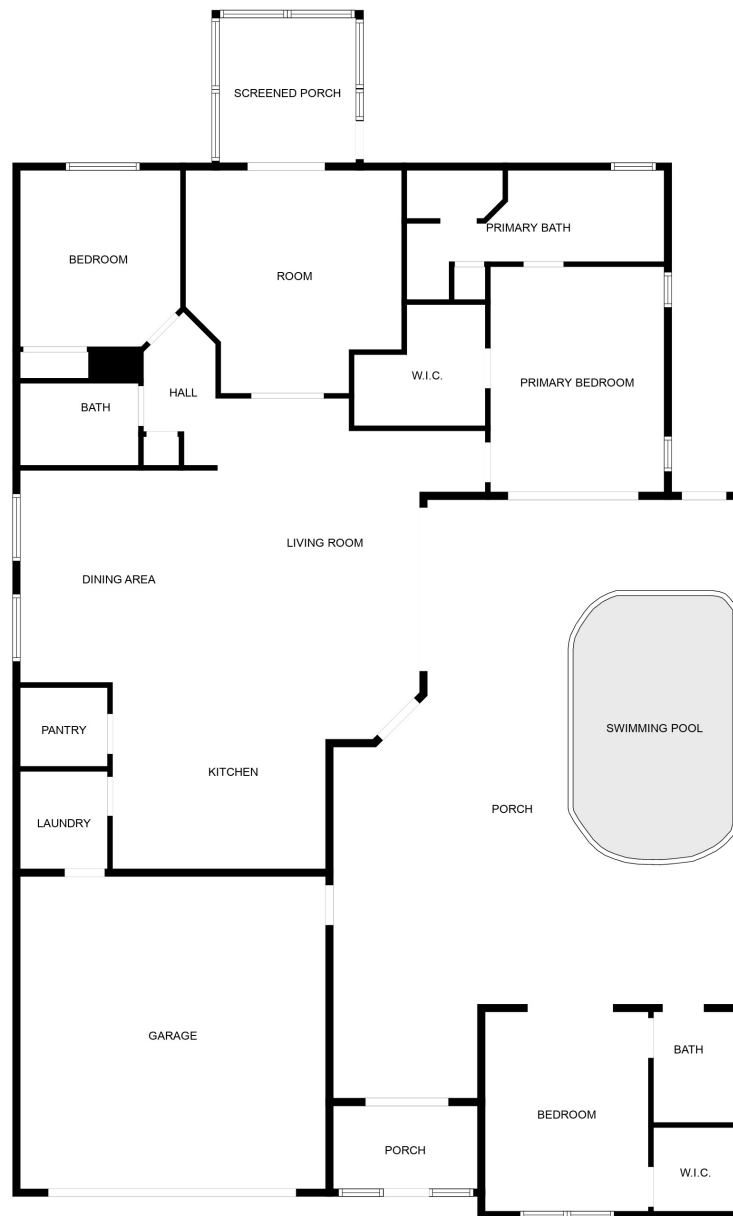 SCREENED PORCH
PRIMARY BATH
BEDROOM
ROOM
W.I.C.
PRIMARY BEDROOM
HALL
BATH
LIVING ROOM
DINING AREA
PANTRY
SWIMMING POOL
KITCHEN
PORCH
LAUNDRY
GARAGE
BATH
BEDROOM
PORCH
W.I.C.